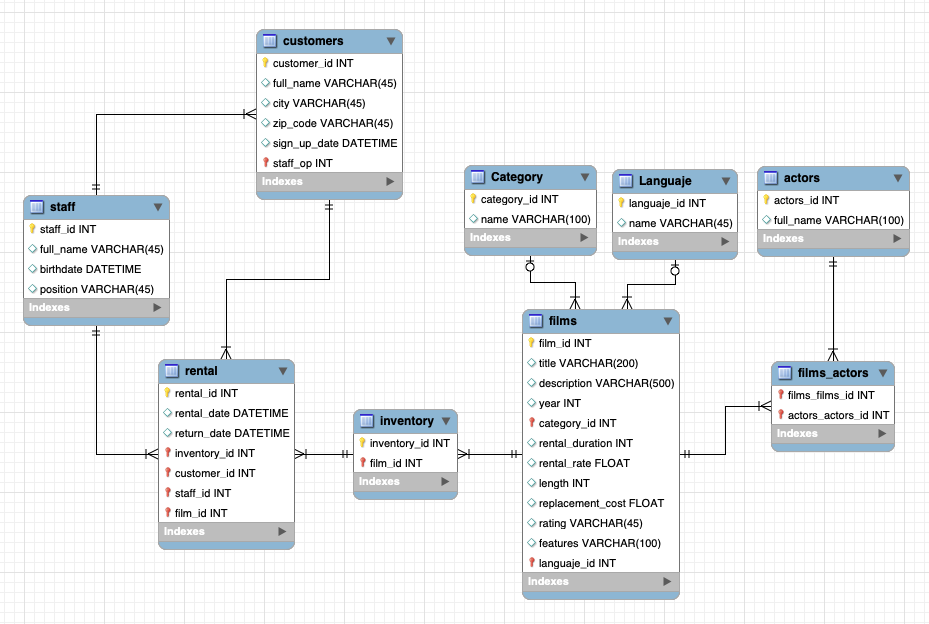 customers
customer_id INT
full_name VARCHAR(45)
city VARCHAR(45)
zip_code VARCHAR(45)
sign_up_date DATETIME
staff_op INT
Indexes
staff
staff_id INT
full_name VARCHAR(45)
birthdate DATETIME
position VARCHAR(45)
Indexes
Category
category_id INT
name VARCHAR(100)
Indexes
Languaje
languaje_id INT
name VARCHAR(45)
Indexes
actors
actors_id INT
full_name VARCHAR(100)
Indexes
rental
rental_id INT
rental_date DATETIME
return_date DATETIME
inventory_id INT
customer_id INT
staff_id INT
film_id INT
Indexes
inventory
inventory_id INT
film_id INT
Indexes
films
film_id INT
title VARCHAR(200)
description VARCHAR(500)
year INT
category_id INT
rental_duration INT
rental_rate FLOAT
length INT
replacement_cost FLOAT
rating VARCHAR(45)
features VARCHAR(100)
languaje_id INT
Indexes
films_actors
films_films_id INT
actors_actors_id INT
Indexes